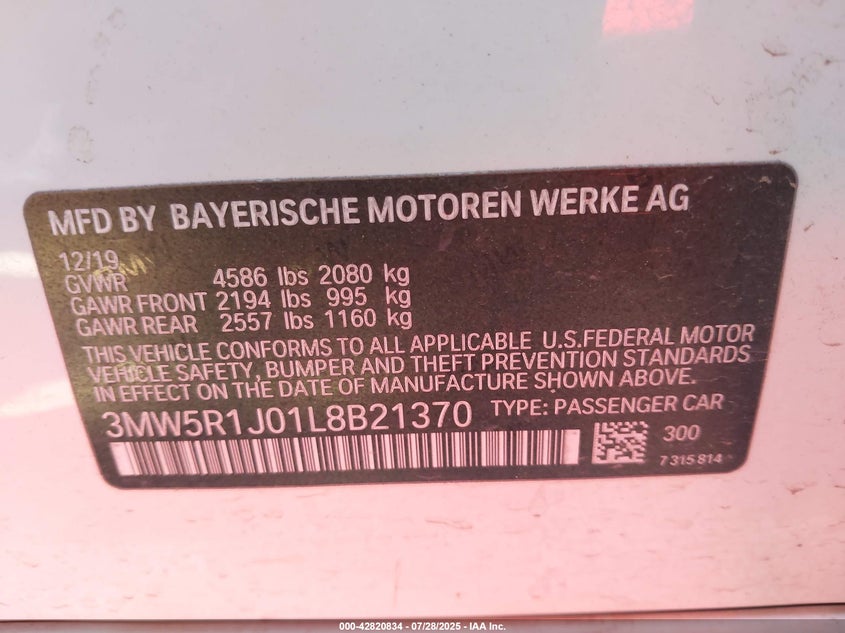 MFD BY BAYERISCHE MOTOREN WERKE AG
12/19
GVWR 4586 lbs 2080 kg
GAWR FRONT 2194 lbs 995 kg
GAWR REAR 2557 lbs 1160 kg
THIS VEHICLE CONFORMS TO ALL APPLICABLE U.S.FEDERAL MOTOR
VEHICLE SAFETY, BUMPER AND THEFT PREVENTION STANDARDS
IN EFFECT ON THE DATE OF MANUFACTURE SHOWN ABOVE.
3MW5R1J01L8B21370 TYPE: PASSENGER CAR
300
7 315 814
000-42820834 / 07/28/2025 - IAA Inc.